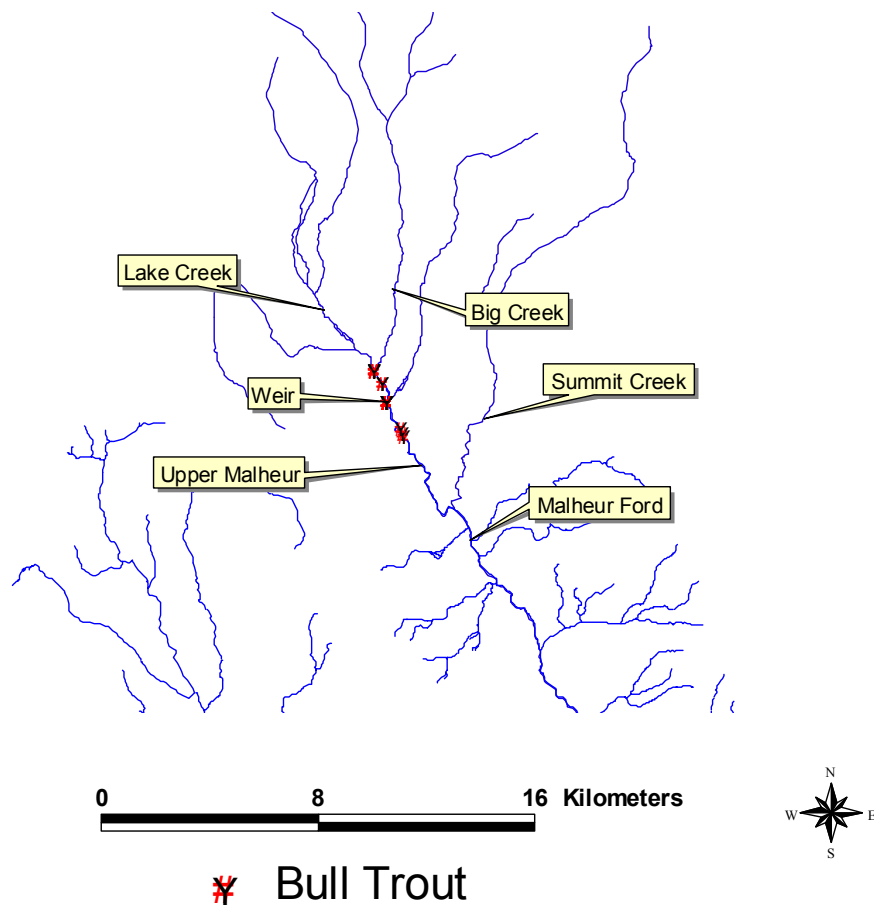 Lake Creek
Big Creek
Weir
Summit Creek
Upper Malheur
Malheur Ford
0 8 16 Kilometers
N
W E
S
Bull Trout